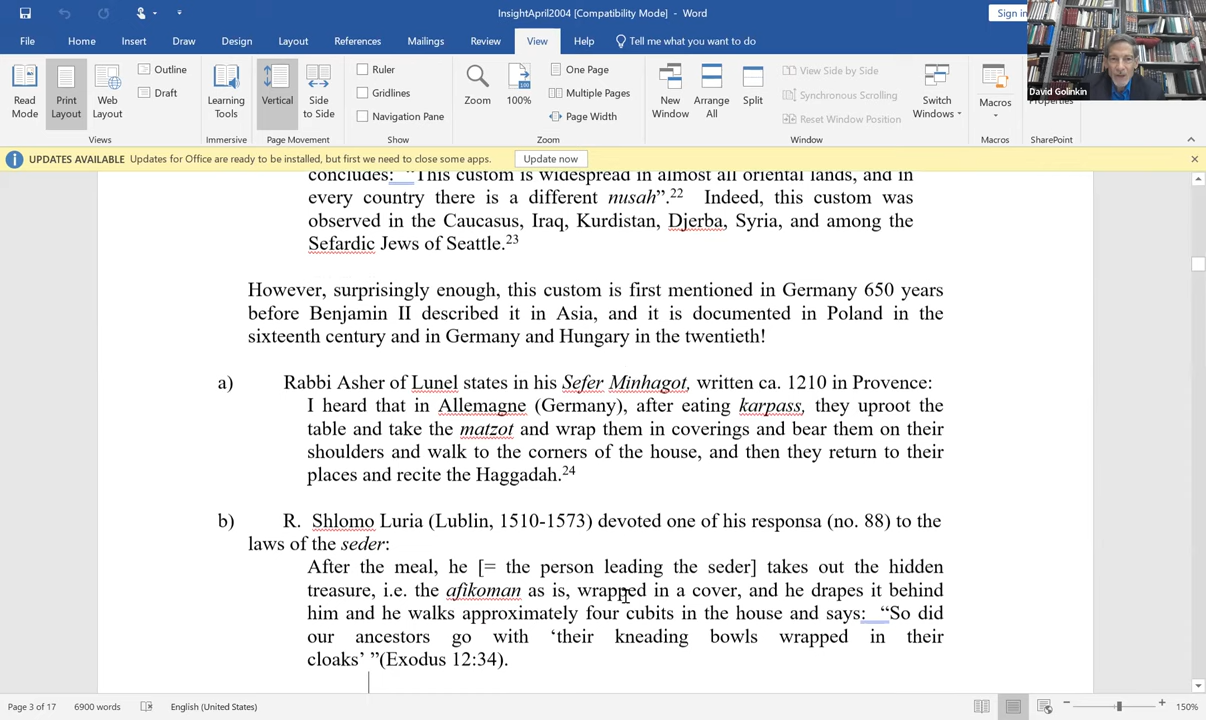 InsightApril2004 [Compatibility Mode] - Word
Sign in
File Home Insert Draw Design Layout References Mailings Review View Help Tell me what you want to do
David Golinkin
Read Mode
Print Layout
Web Layout
Outline
Draft
Views
Learning Tools
Immersive
Vertical
Side to Side
Page Movement
Ruler
Gridlines
Navigation Pane
Show
Zoom
100%
One Page
Multiple Pages
Page Width
Zoom
New Window
Arrange All
Split
View Side by Side
Synchronous Scrolling
Reset Window Position
Switch Windows
Window
Macros
Macros
Properties
SharePoint
UPDATES AVAILABLE Updates for Office are ready to be installed, but first we need to close some apps. Update now
concludes: “This custom is widespread in almost all oriental lands, and in
every country there is a different nusah”.22 Indeed, this custom was
observed in the Caucasus, Iraq, Kurdistan, Djerba, Syria, and among the
Sefardic Jews of Seattle.23
However, surprisingly enough, this custom is first mentioned in Germany 650 years
before Benjamin II described it in Asia, and it is documented in Poland in the
sixteenth century and in Germany and Hungary in the twentieth!
a) Rabbi Asher of Lunel states in his Sefer Minhagot, written ca. 1210 in Provence:
I heard that in Allemagne (Germany), after eating karpass, they uproot the
table and take the matzot and wrap them in coverings and bear them on their
shoulders and walk to the corners of the house, and then they return to their
places and recite the Haggadah.24
b) R. Shlomo Luria (Lublin, 1510-1573) devoted one of his responsa (no. 88) to the
laws of the seder:
After the meal, he [= the person leading the seder] takes out the hidden
treasure, i.e. the afikoman as is, wrapped in a cover, and he drapes it behind
him and he walks approximately four cubits in the house and says: “So did
our ancestors go with ‘their kneading bowls wrapped in their
cloaks’ ”(Exodus 12:34).
Page 3 of 17 6900 words English (United States) 150%